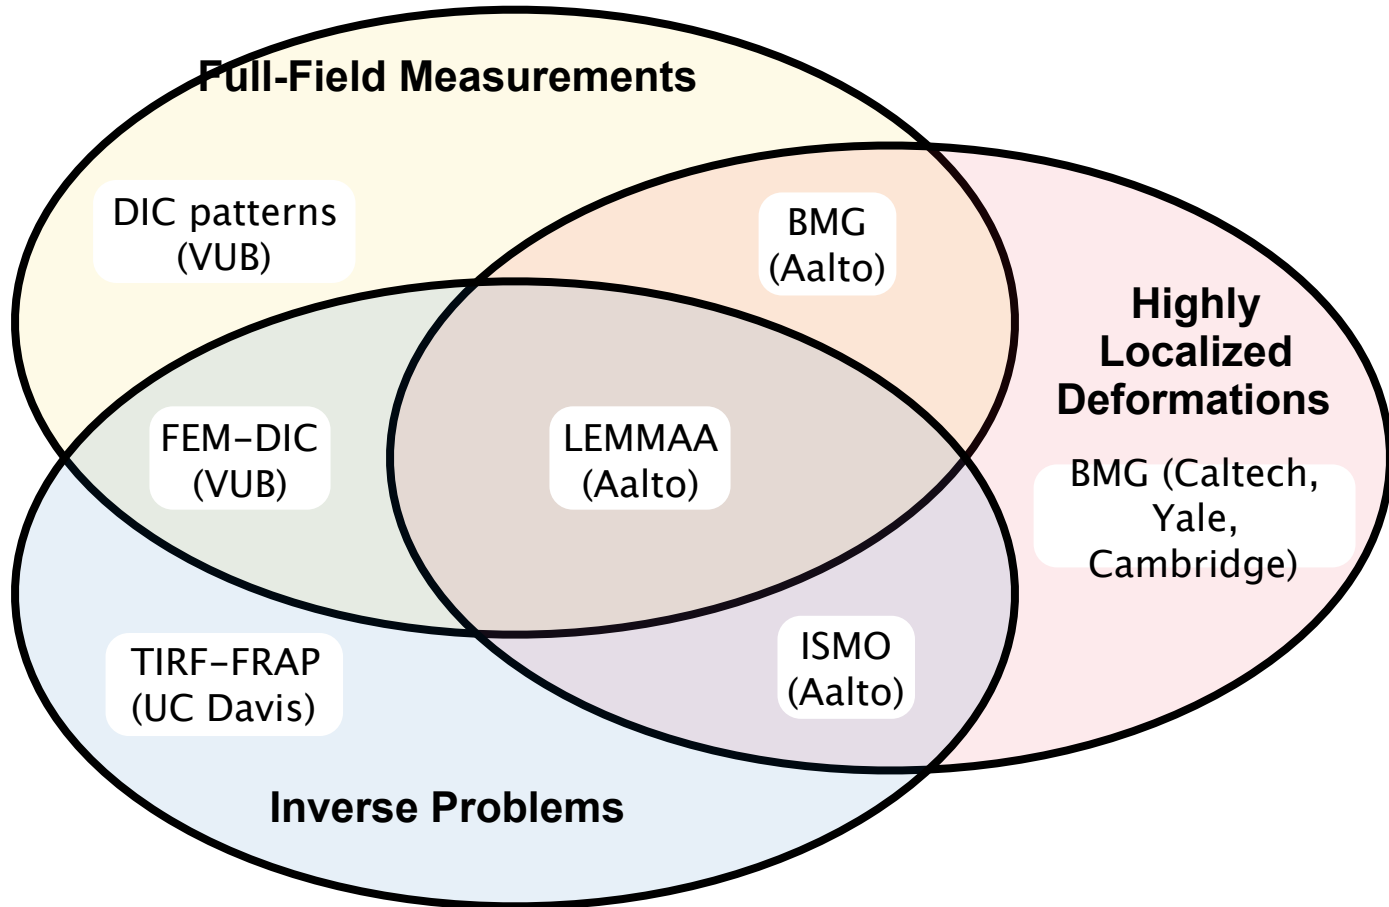 Full-Field Measurements
DIC patterns
(VUB)
BMG
(Aalto)
Highly
Localized
Deformations
FEM–DIC
(VUB)
LEMMAA
(Aalto)
BMG (Caltech,
Yale,
Cambridge)
TIRF–FRAP
(UC Davis)
ISMO
(Aalto)
Inverse Problems